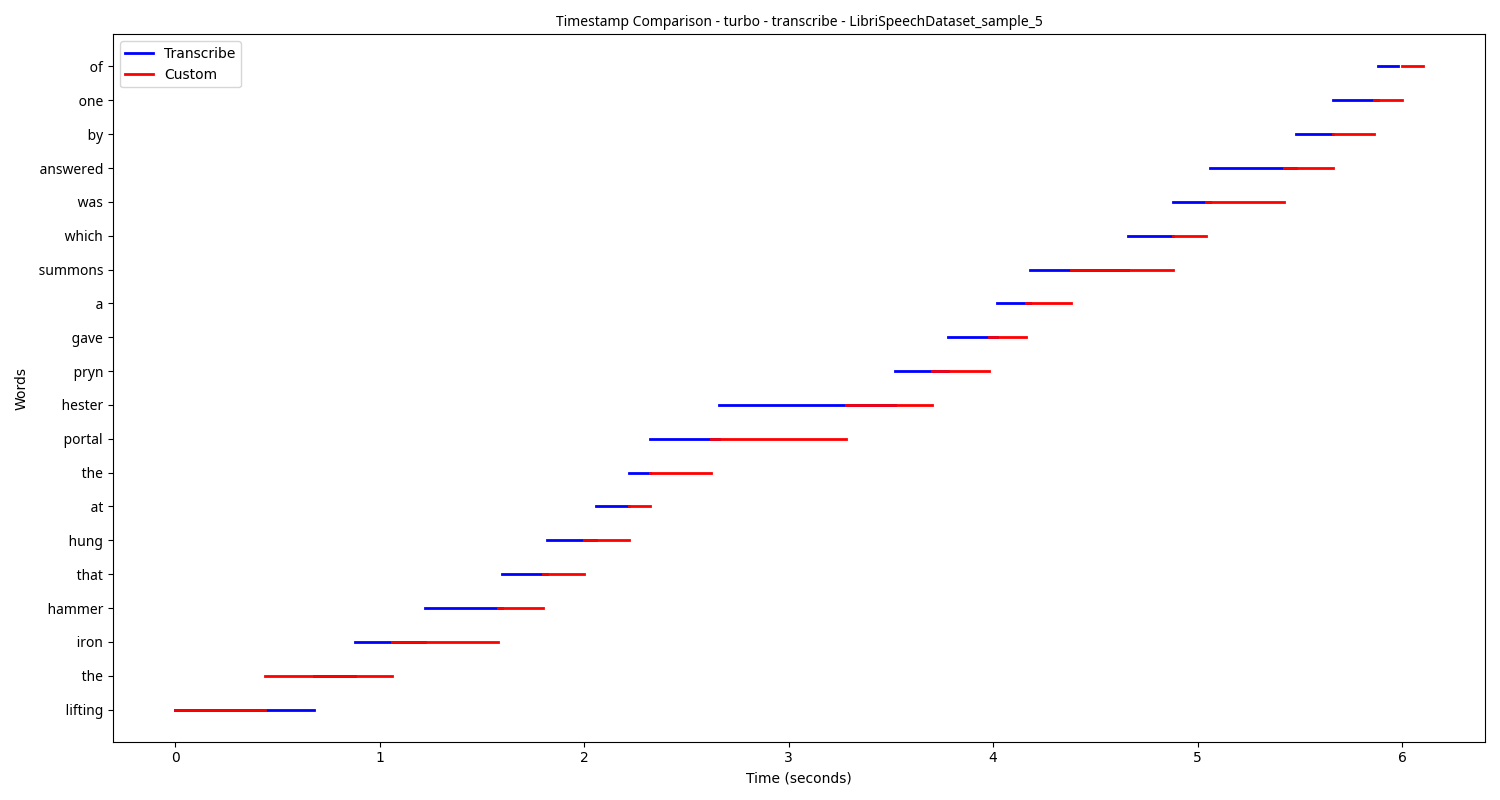 Timestamp Comparison - turbo - transcribe - LibriSpeechDataset_sample_5
Transcribe
Custom
of
one
by
answered
was
which
summons
a
gave
pryn
hester
portal
the
at
hung
that
hammer
iron
the
lifting
Words
0 1 2 3 4 5 6
Time (seconds)